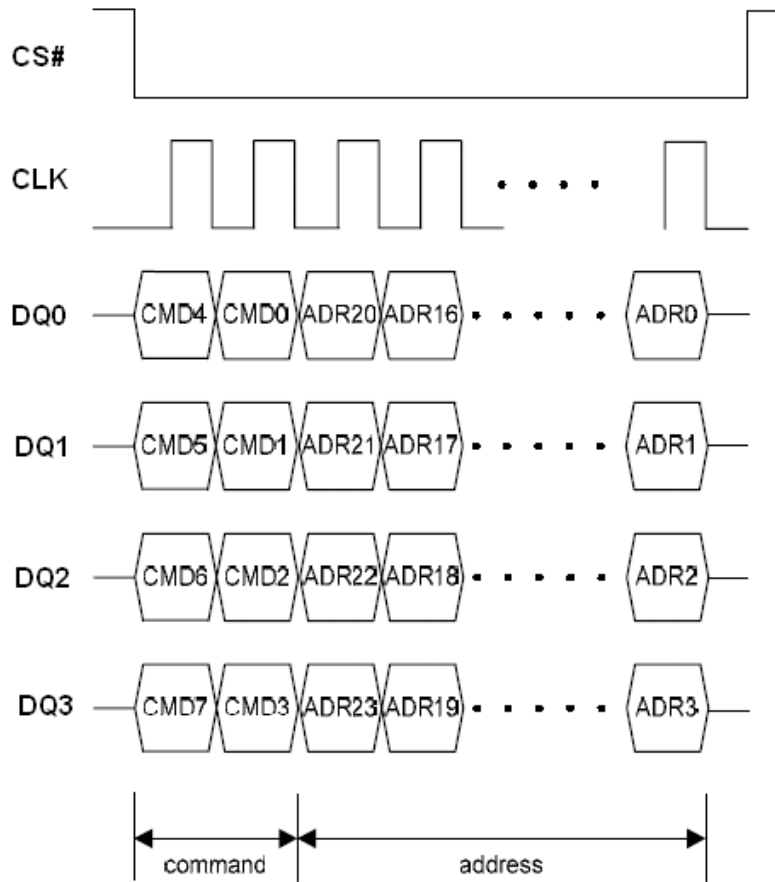 CS#
CLK
DQ0 CMD4 CMD0 ADR20 ADR16 ADR0
DQ1 CMD5 CMD1 ADR21 ADR17 ADR1
DQ2 CMD6 CMD2 ADR22 ADR18 ADR2
DQ3 CMD7 CMD3 ADR23 ADR19 ADR3
command address